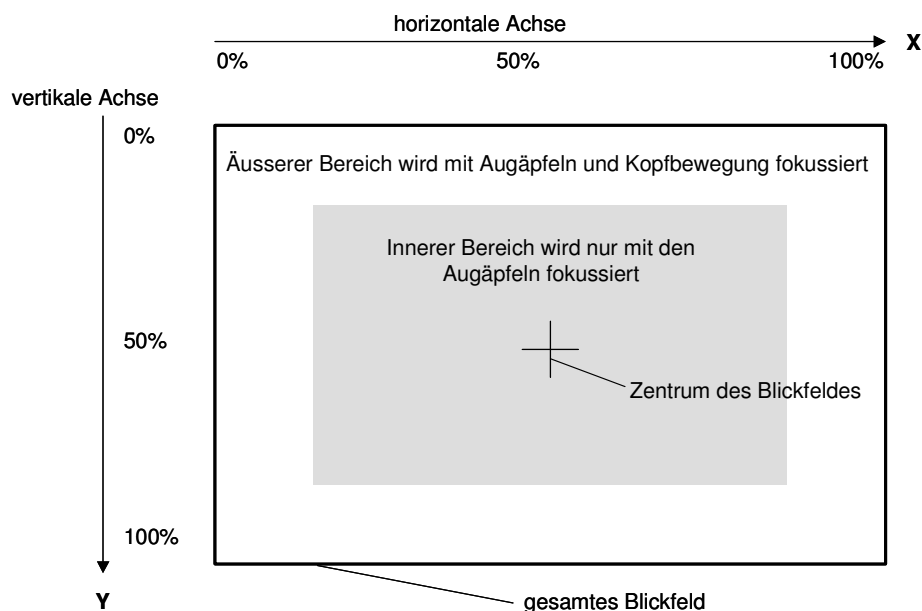 horizontale Achse
X
0% 50% 100%
vertikale Achse
0%
Äusserer Bereich wird mit Augäpfeln und Kopfbewegung fokussiert
Innerer Bereich wird nur mit den
Augäpfeln fokussiert
50%
Zentrum des Blickfeldes
100%
Y
gesamtes Blickfeld